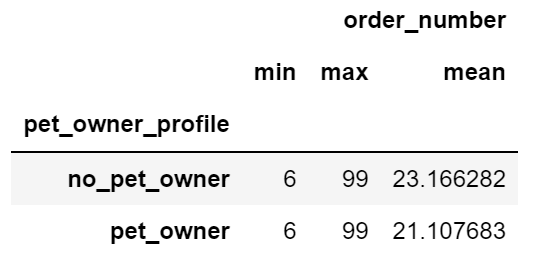 order_number
min max mean
pet_owner_profile
no_pet_owner 6 99 23.166282
pet_owner 6 99 21.107683